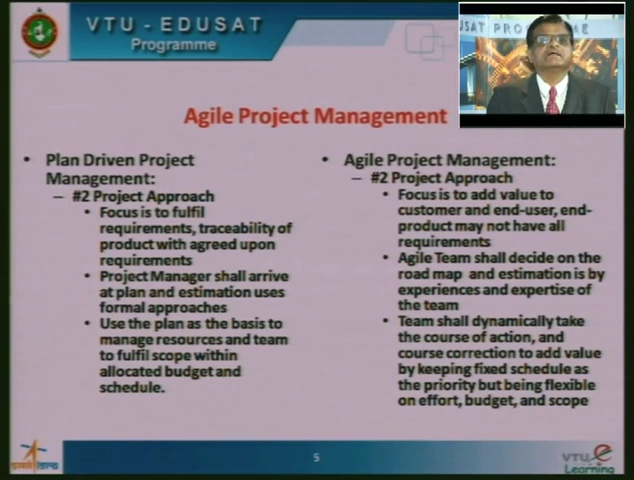 VTU - EDUSAT
Programme
USAT PROGRAMME
Agile Project Management
• Plan Driven Project
Management:
– #2 Project Approach
• Focus is to fulfil
requirements, traceability of
product with agreed upon
requirements
• Project Manager shall arrive
at plan and estimation uses
formal approaches
• Use the plan as the basis to
manage resources and team
to fulfil scope within
allocated budget and
schedule.
• Agile Project Management:
– #2 Project Approach
• Focus is to add value to
customer and end-user, end-
product may not have all
requirements
• Agile Team shall decide on the
road map and estimation is by
experiences and expertise of
the team
• Team shall dynamically take
the course of action, and
course correction to add value
by keeping fixed schedule as
the priority but being flexible
on effort, budget, and scope
5
VTU e
Learning